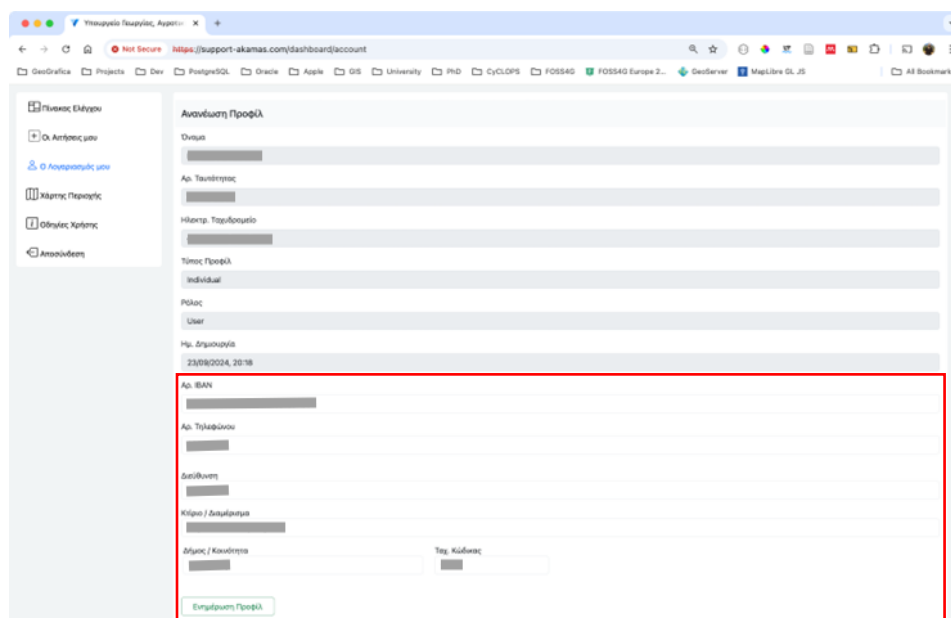 Υπουργείο Γεωργίας, Αγροτι
Not Secure https://support-akamas.com/dashboard/account
GeoGrafica Projects Dev PostgreSQL Oracle Apple GIS University PhD CyCLOPS FOSS4G FOSS4G Europe 2... GeoServer MapLibre GL JS All Bookmark
Πίνακας Ελέγχου
Οι Αιτήσεις μου
Ο Λογαριασμός μου
Χάρτης Περιοχής
Οδηγίες Χρήσης
Αποσύνδεση
Ανανέωση Προφίλ
Όνομα
Αρ. Ταυτότητας
Ηλεκτρ. Ταχυδρομείο
Τύπος Προφίλ
Individual
Ρόλος
User
Ημ. Δημιουργία
23/09/2024, 20:18
Αρ. IBAN
Αρ. Τηλεφώνου
Διεύθυνση
Κτίριο / Διαμέρισμα
Δήμος / Κοινότητα Ταχ. Κώδικας
Ενημέρωση Προφίλ